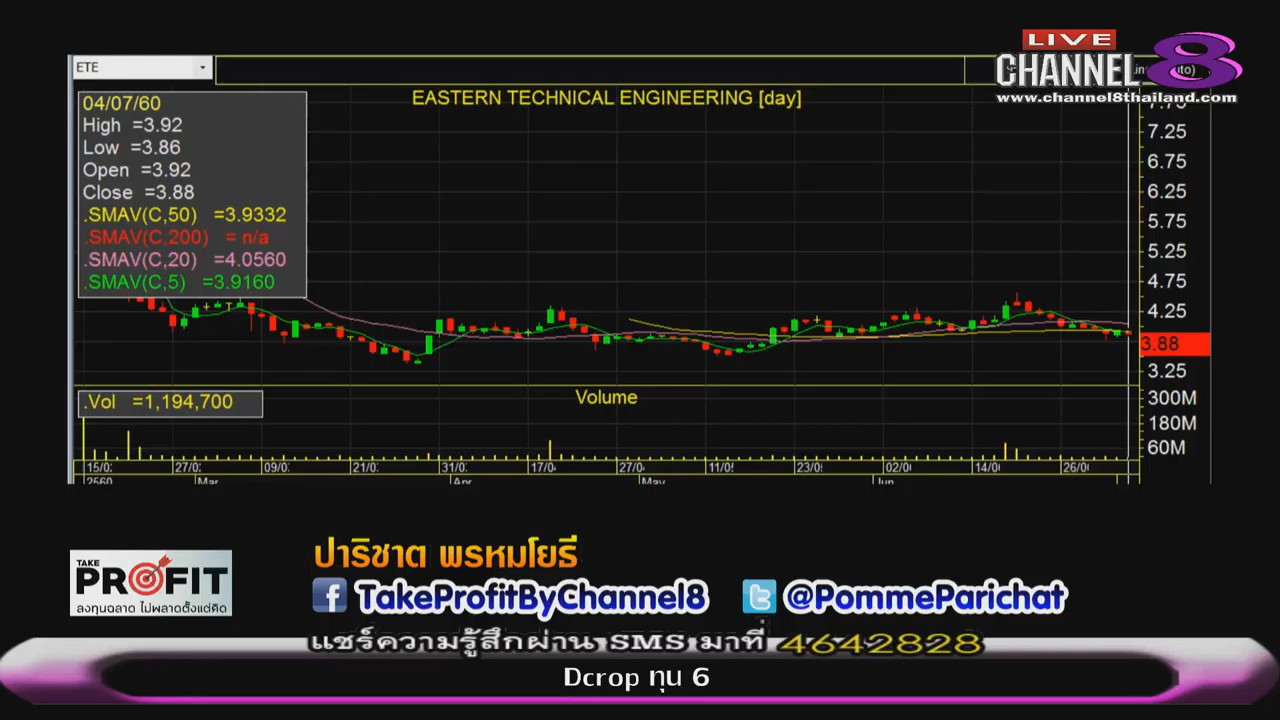 LIVE
CHANNEL 8
www.channel8thailand.com
ETE
EASTERN TECHNICAL ENGINEERING [day]
04/07/60
High =3.92
Low =3.86
Open =3.92
Close =3.88
.SMAV(C,50) =3.9332
.SMAV(C,200) = n/a
.SMAV(C,20) =4.0560
.SMAV(C,5) =3.9160
7.75
7.25
6.75
6.25
5.75
5.25
4.75
4.25
3.88
3.25
.Vol =1,194,700
Volume
300M
180M
60M
15/0 27/0 09/0 21/0 31/0 17/0 27/0 11/0 23/0 02/0 14/0 26/0
2560 Mar Apr May Jun
TAKE
PROFIT
ลงทุนฉลาด ไม่พลาดตั้งแต่คิด
ปาริชาต พรหมโยธี
TakeProfitByChannel8 @PommeParichat
แชร์ความรู้สึกผ่าน SMS มาที่ 4642828
Dcrop ทุน 6